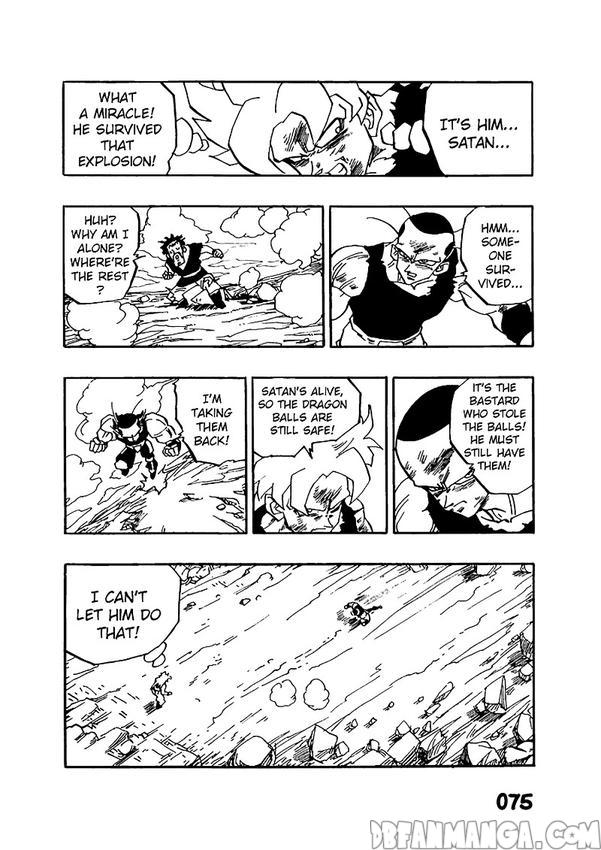 WHAT
A MIRACLE!
HE SURVIVED
THAT
EXPLOSION!
IT'S HIM...
SATAN...
HUH?
WHY AM I
ALONE?
WHERE'RE
THE REST
?
HMM...
SOME-
ONE
SUR-
VIVED...
I'M
TAKING
THEM
BACK!
SATAN'S ALIVE,
SO THE DRAGON
BALLS ARE
STILL SAFE!
IT'S THE
BASTARD
WHO STOLE
THE BALLS! HE
MUST
STILL HAVE
THEM!
I CAN'T
LET HIM DO
THAT!
075
DBFANMANGA.COM